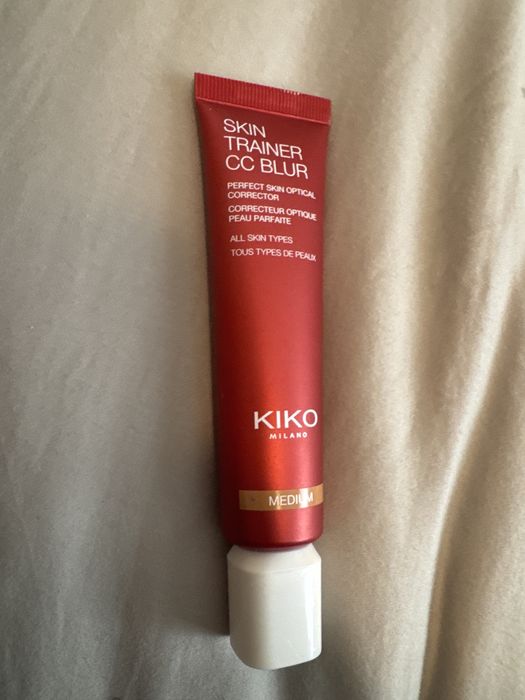 SKIN
TRAINER
CC BLUR
PERFECT SKIN OPTICAL
CORRECTOR
CORRECTEUR OPTIQUE
PEAU PARFAITE
ALL SKIN TYPES
TOUS TYPES DE PEAUX
KIKO
MILANO
MEDIUM